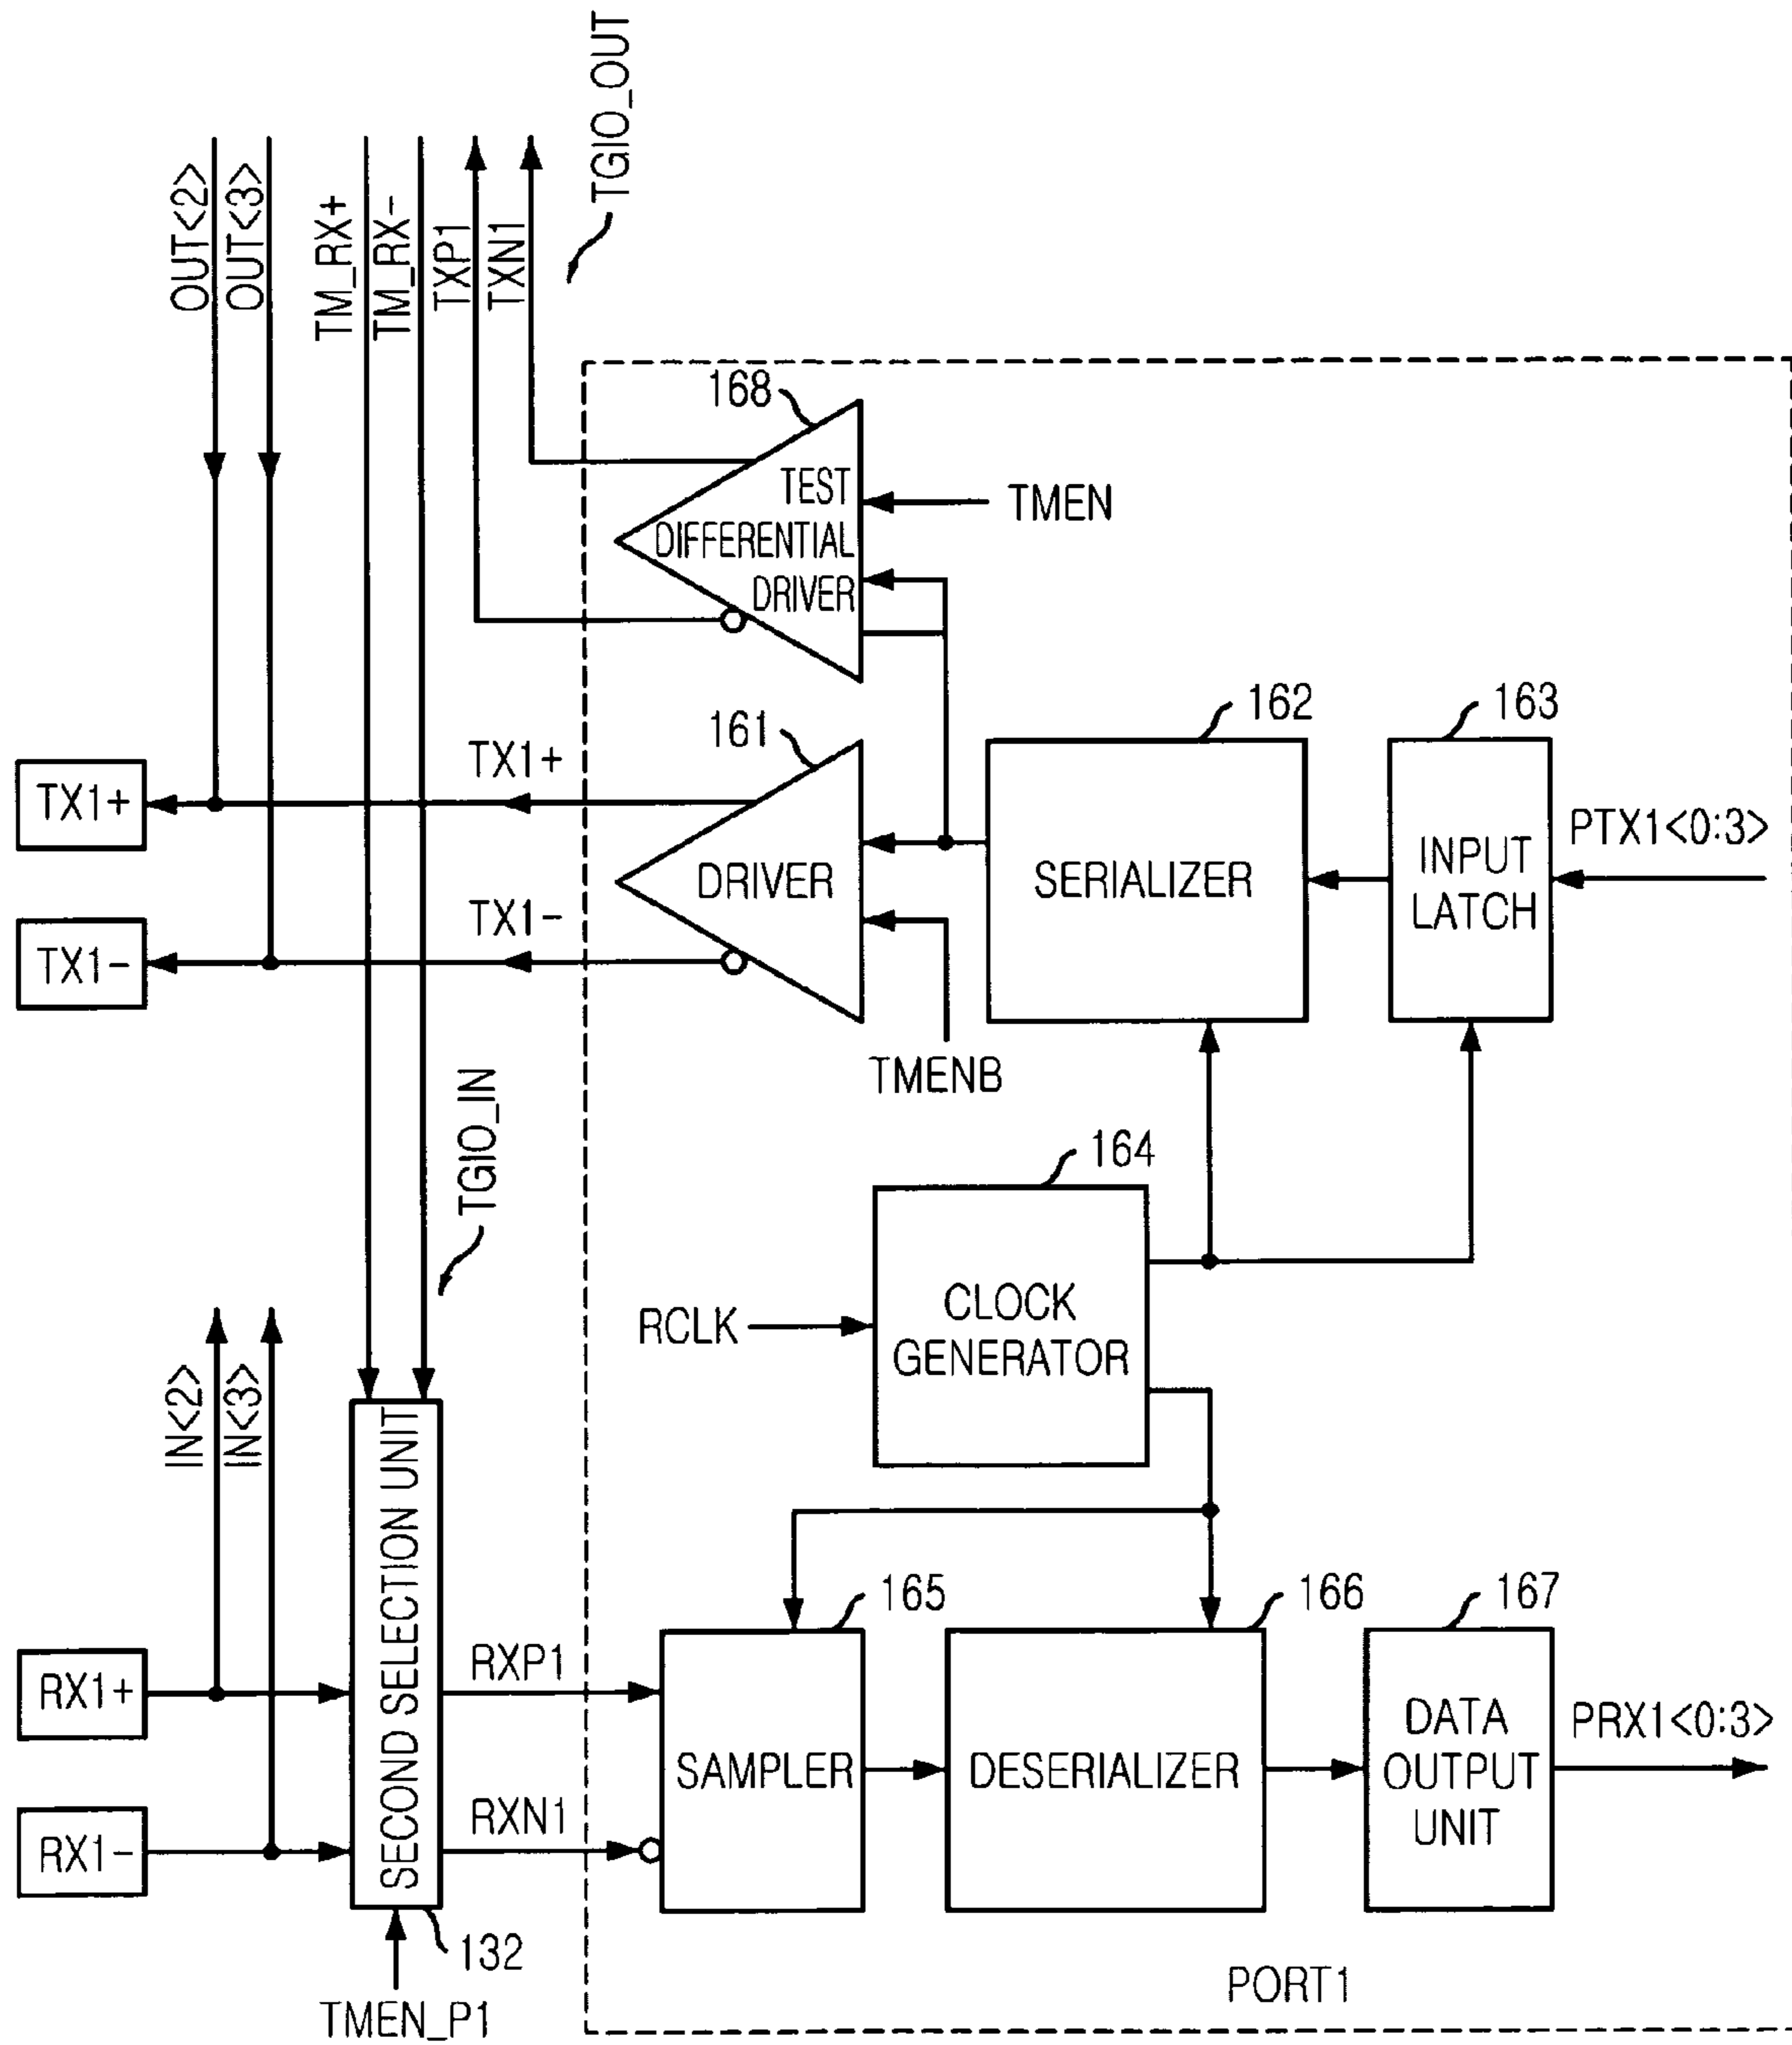 OUT<2>
OUT<3>
TM_RX+
TM_RX-
TXP1
TXN1
TGIO_OUT
168
TEST
DIFFERENTIAL
DRIVER
TMEN
TX1+
TX1-
TX1+
TX1-
161
DRIVER
TMENB
162
SERIALIZER
163
INPUT
LATCH
PTX1<0:3>
TGIO_IN
164
CLOCK
GENERATOR
RCLK
IN<2>
IN<3>
RX1+
RX1-
SECOND SELECTION UNIT
132
TMEN_P1
RXP1
RXN1
165
SAMPLER
166
DESERIALIZER
167
DATA
OUTPUT
UNIT
PRX1<0:3>
PORT1